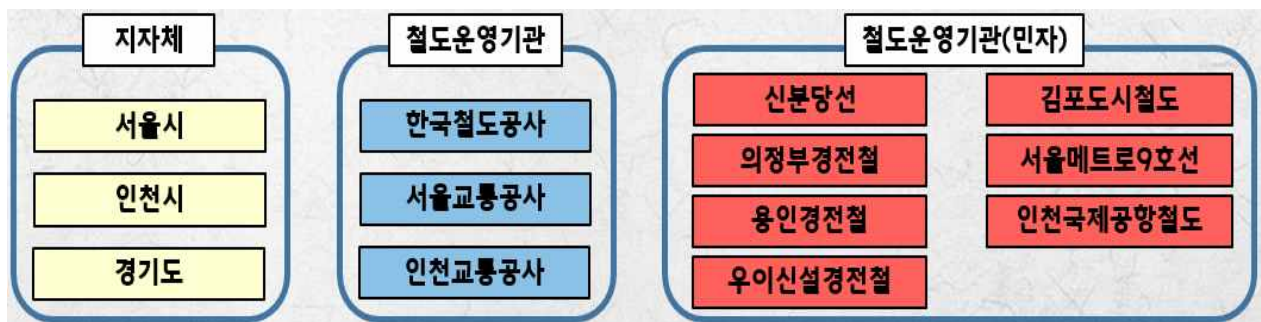 지자체
서울시
인천시
경기도
철도운영기관
한국철도공사
서울교통공사
인천교통공사
철도운영기관(민자)
신분당선
김포도시철도
의정부경전철
서울메트로9호선
용인경전철
인천국제공항철도
우이신설경전철